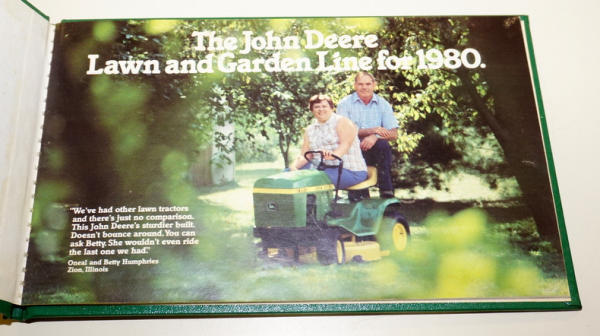 The John Deere
Lawn and Garden Line for 1980.
"We've had other lawn tractors
and there's just no comparison.
This John Deere's sturdier built.
Doesn't bounce around. You can
ask Betty. She wouldn't even ride
the last one we had."
Oneal and Betty Humphries
Zion, Illinois